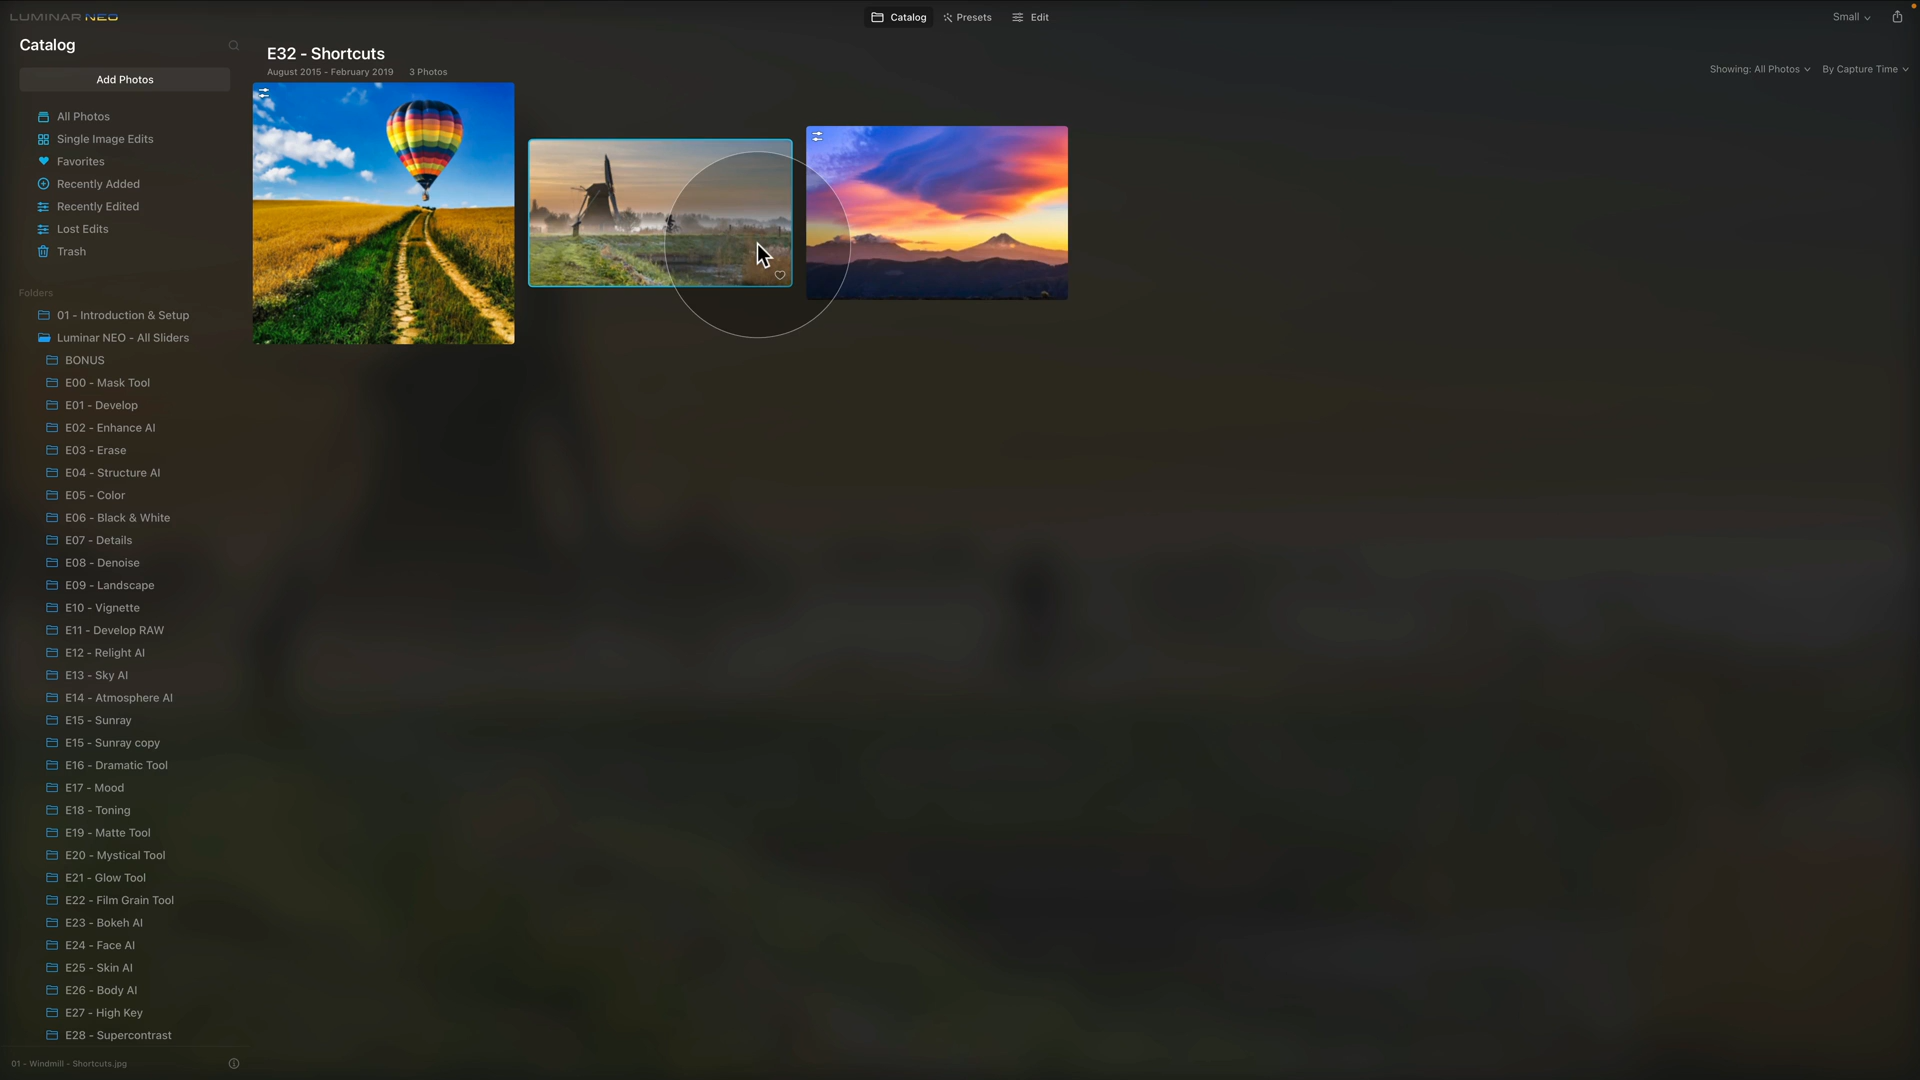 LUMINAR NEO
Catalog
Presets
Edit
Small
Catalog
Add Photos
All Photos
Single Image Edits
Favorites
Recently Added
Recently Edited
Lost Edits
Trash
Folders
01 - Introduction & Setup
Luminar NEO - All Sliders
BONUS
E00 - Mask Tool
E01 - Develop
E02 - Enhance AI
E03 - Erase
E04 - Structure AI
E05 - Color
E06 - Black & White
E07 - Details
E08 - Denoise
E09 - Landscape
E10 - Vignette
E11 - Develop RAW
E12 - Relight AI
E13 - Sky AI
E14 - Atmosphere AI
E15 - Sunray
E15 - Sunray copy
E16 - Dramatic Tool
E17 - Mood
E18 - Toning
E19 - Matte Tool
E20 - Mystical Tool
E21 - Glow Tool
E22 - Film Grain Tool
E23 - Bokeh AI
E24 - Face AI
E25 - Skin AI
E26 - Body AI
E27 - High Key
E28 - Supercontrast
01 - Windmill - Shortcuts.jpg
E32 - Shortcuts
August 2015 - February 2019 3 Photos
Showing: All Photos By Capture Time